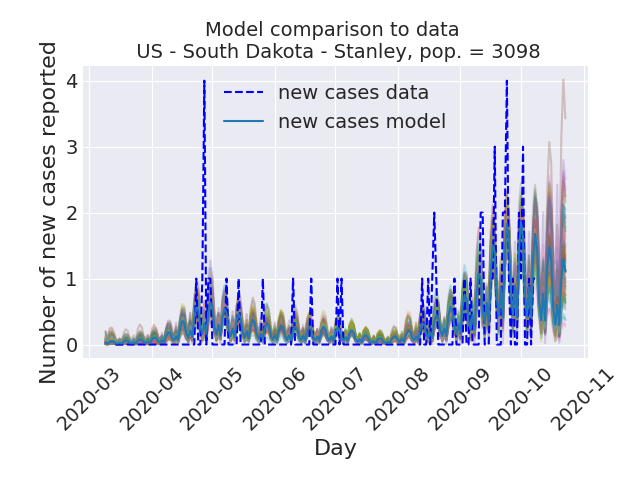 Model comparison to data
US - South Dakota - Stanley, pop. = 3098
Number of new cases reported
4
3
2
1
0
new cases data
new cases model
2020-03
2020-04
2020-05
2020-06
2020-07
2020-08
2020-09
2020-10
2020-11
Day